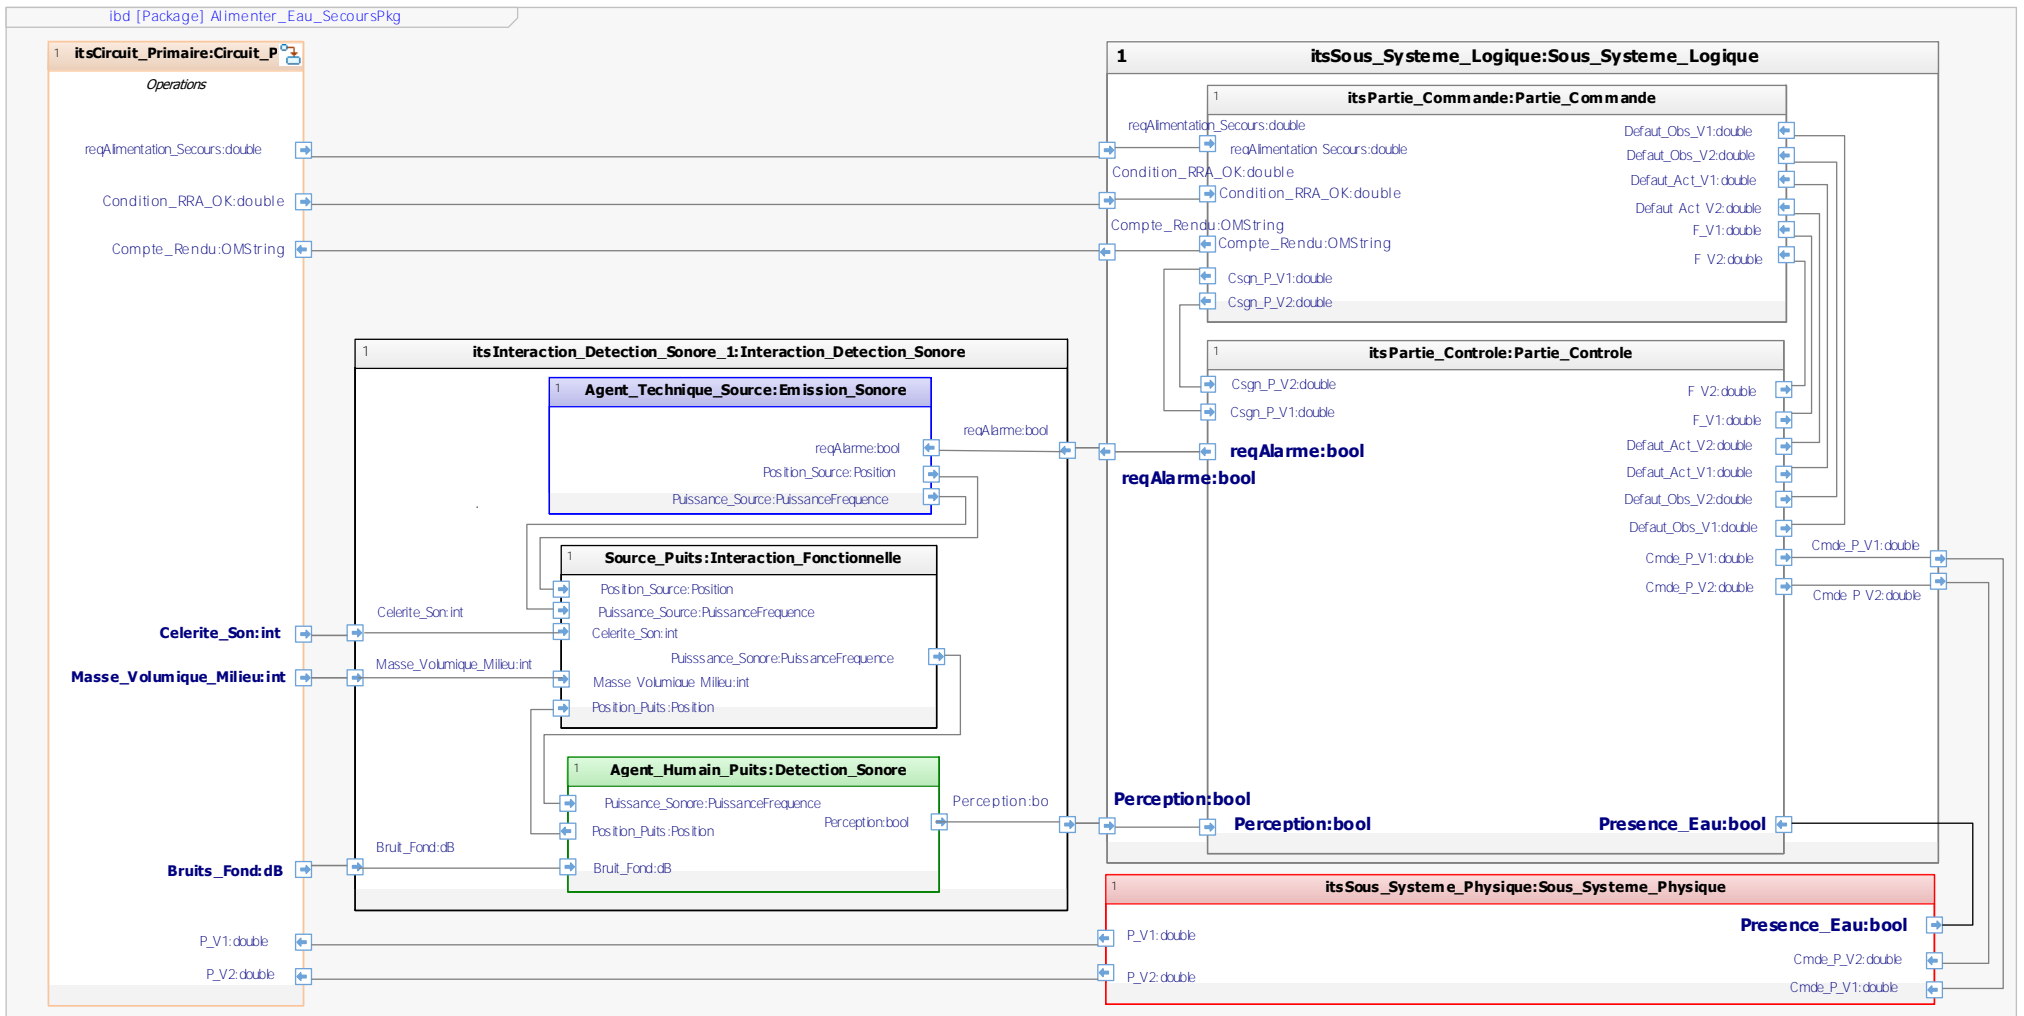 ibd [Package] Alimenter_Eau_SecoursPkg
1 itsCircuit_Primaire:Circuit_P
Operations
reqAlimentation_Secours:double
Condition_RRA_OK:double
Compte_Rendu:OMString
Celerite_Son:int
Masse_Volumique_Milieu:int
Bruits_Fond:dB
P_V1:double
P_V2:double
1 itsInteraction_Detection_Sonore_1:Interaction_Detection_Sonore
1 Agent_Technique_Source:Emission_Sonore
reqAlarme:bool
Position_Source:Position
Puissance_Source:PuissanceFrequence
reqAlarme:bool
1 Source_Puits:Interaction_Fonctionnelle
Position_Source:Position
Puissance_Source:PuissanceFrequence
Celerite_Son:int
Puisssance_Sonore:PuissanceFrequence
Masse_Volumique_Milieu:int
Position_Puits:Position
Celerite_Son:int
Masse_Volumique_Milieu:int
1 Agent_Humain_Puits:Detection_Sonore
Puissance_Sonore:PuissanceFrequence
Perception:bool
Position_Puits:Position
Bruit_Fond:dB
Bruit_Fond:dB
Perception:bo
1 itsSous_Systeme_Logique:Sous_Systeme_Logique
reqAlimentation_Secours:double
Condition_RRA_OK:double
Compte_Rendu:OMString
1 itsPartie_Commande:Partie_Commande
reqAlimentation_Secours:double
Condition_RRA_OK:double
Compte_Rendu:OMString
Csgn_P_V1:double
Csgn_P_V2:double
Defaut_Obs_V1:double
Defaut_Obs_V2:double
Defaut_Act_V1:double
Defaut_Act_V2:double
F_V1:double
F_V2:double
1 itsPartie_Controle:Partie_Controle
Csgn_P_V2:double
Csgn_P_V1:double
reqAlarme:bool
reqAlarme:bool
F_V2:double
F_V1:double
Defaut_Act_V2:double
Defaut_Act_V1:double
Defaut_Obs_V2:double
Defaut_Obs_V1:double
Cmde_P_V1:double
Cmde_P_V2:double
Cmde_P_V1:double
Cmde_P_V2:double
Perception:bool
Perception:bool
Presence_Eau:bool
1 itsSous_Systeme_Physique:Sous_Systeme_Physique
Presence_Eau:bool
P_V1:double
P_V2:double
Cmde_P_V2:double
Cmde_P_V1:double